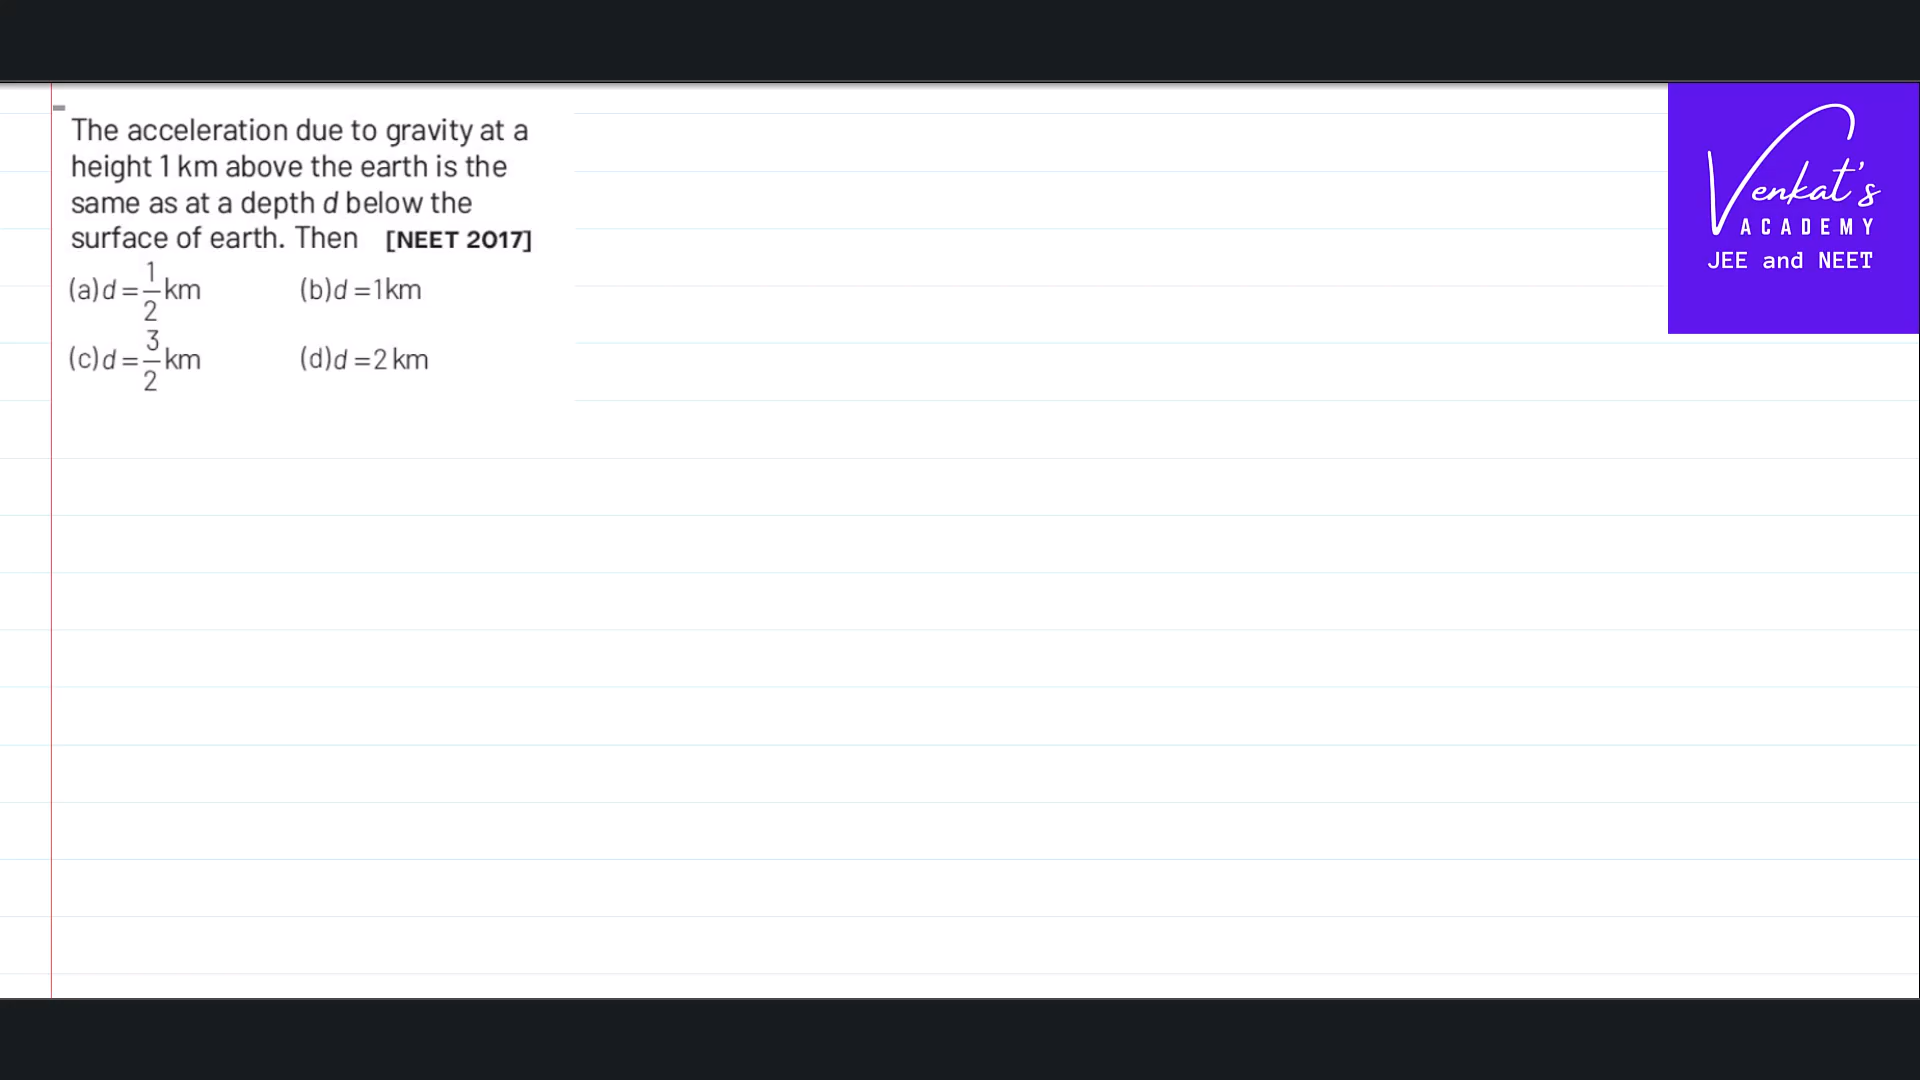 The acceleration due to gravity at a
height 1 km above the earth is the
same as at a depth d below the
surface of earth. Then [NEET 2017]
(a) d = 1/2 km (b) d = 1 km
(c) d = 3/2 km (d) d = 2 km
Venkat's
ACADEMY
JEE and NEET